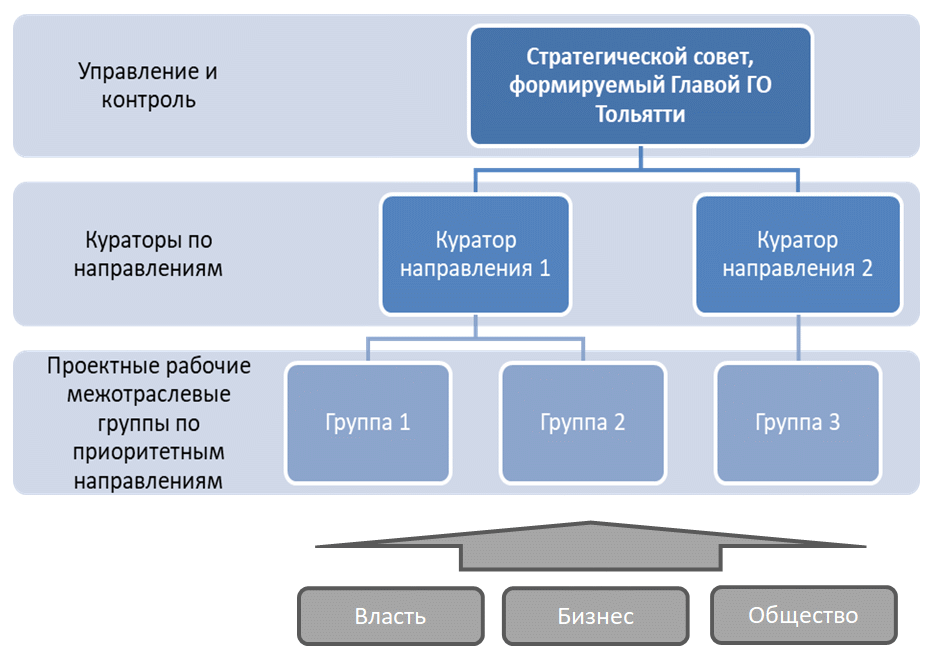 Управление и
контроль
Стратегической совет,
формируемый Главой ГО
Тольятти
Кураторы по
направлениям
Куратор
направления 1
Куратор
направления 2
Проектные рабочие
межотраслевые
группы по
приоритетным
направлениям
Группа 1
Группа 2
Группа 3
Власть
Бизнес
Общество